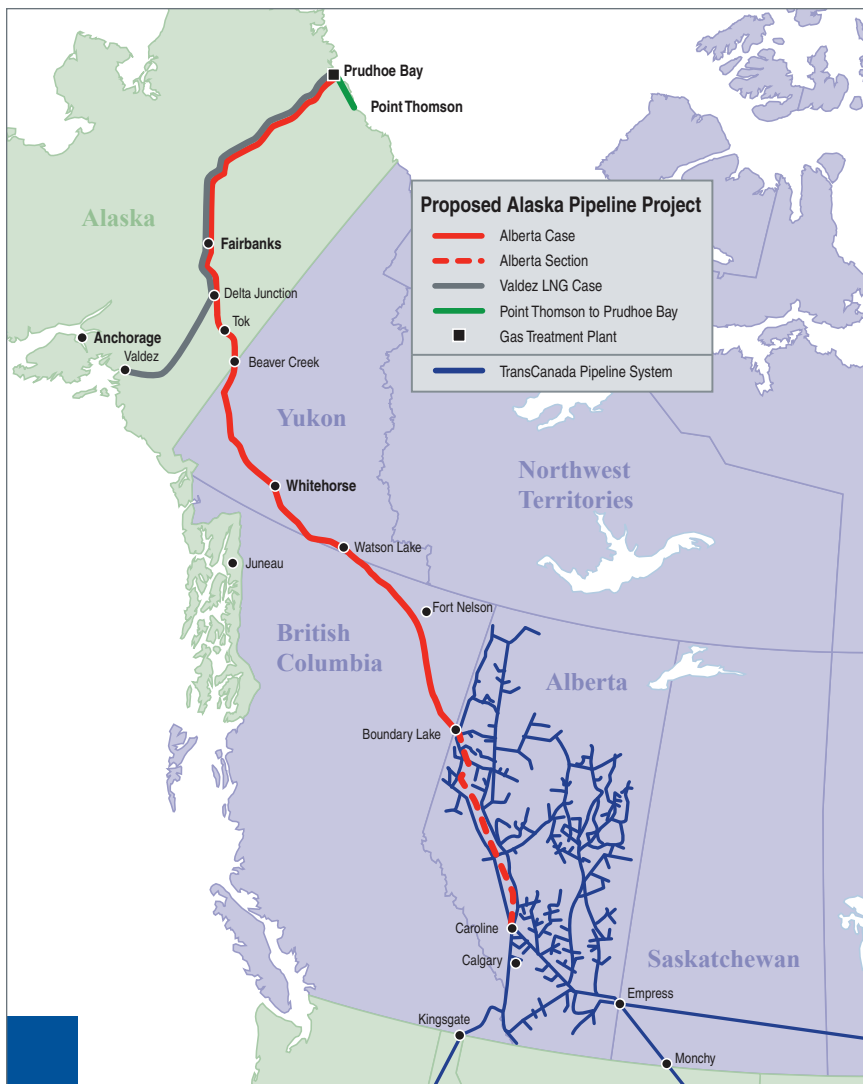 Prudhoe Bay
Point Thomson
Proposed Alaska Pipeline Project
Alberta Case
Alberta Section
Valdez LNG Case
Point Thomson to Prudhoe Bay
Gas Treatment Plant
TransCanada Pipeline System
Alaska
Fairbanks
Delta Junction
Tok
Anchorage
Valdez
Beaver Creek
Yukon
Northwest
Territories
Whitehorse
Watson Lake
Juneau
Fort Nelson
British
Columbia
Alberta
Boundary Lake
Caroline
Calgary
Saskatchewan
Empress
Kingsgate
Monchy